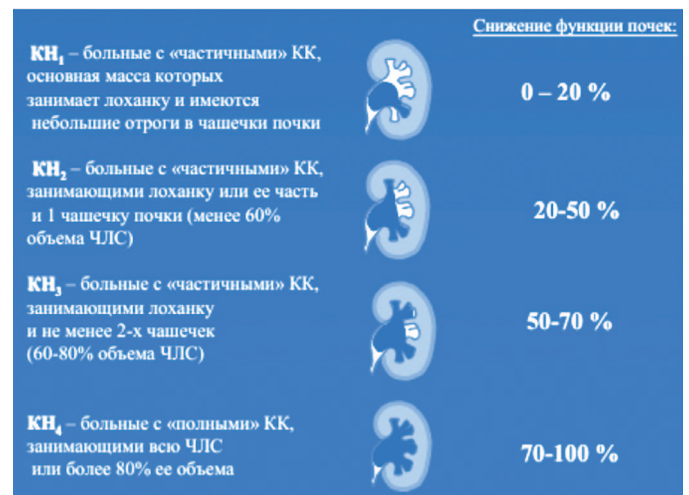 Снижение функции почек:
КН₁ – больные с «частичными» КК,
основная масса которых
занимает лоханку и имеются
небольшие отроги в чашечки почки
0 – 20 %
КН₂ – больные с «частичными» КК,
занимающими лоханку или ее часть
и 1 чашечку почки (менее 60%
объема ЧЛС)
20-50 %
КН₃ – больные с «частичными» КК,
занимающими лоханку
и не менее 2-х чашечек
(60-80% объема ЧЛС)
50-70 %
КН₄ – больные с «полными» КК,
занимающими всю ЧЛС
или более 80% ее объема
70-100 %